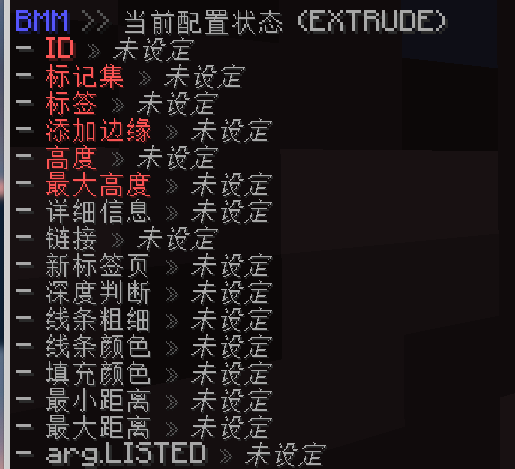 BMM >> 当前配置状态 (EXTRUDE)
- ID » 未设定
- 标记集 » 未设定
- 标签 » 未设定
- 添加边缘 » 未设定
- 高度 » 未设定
- 最大高度 » 未设定
- 详细信息 » 未设定
- 链接 » 未设定
- 新标签页 » 未设定
- 深度判断 » 未设定
- 线条粗细 » 未设定
- 线条颜色 » 未设定
- 填充颜色 » 未设定
- 最小距离 » 未设定
- 最大距离 » 未设定
- arg.LISTED » 未设定